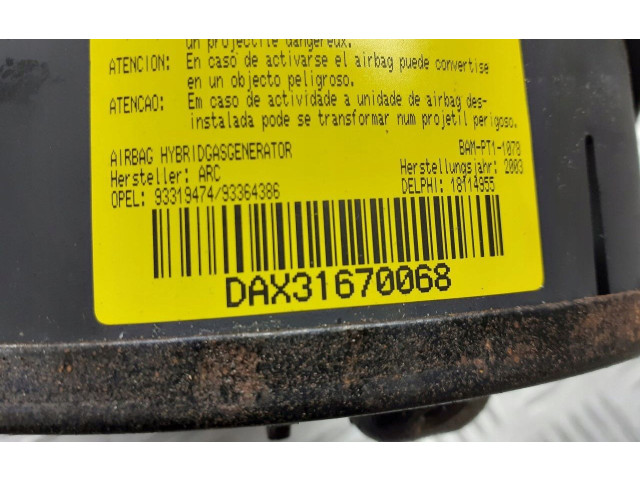 un projectile dangereux.
ATENCION: En caso de activarse el airbag puede convertise
en un objecto peligroso.
ATENCAO: Em caso de actividade a unidade de airbag des-
instalada pode se transformar num projetil perigoso.
AIRBAG HYBRIDGASGENERATOR BAM-PT1-1078
Hersteller: ARC Herstellungsjahr: 2003
OPEL: 93319474/93364386 DELPHI: 18114955
DAX31670068